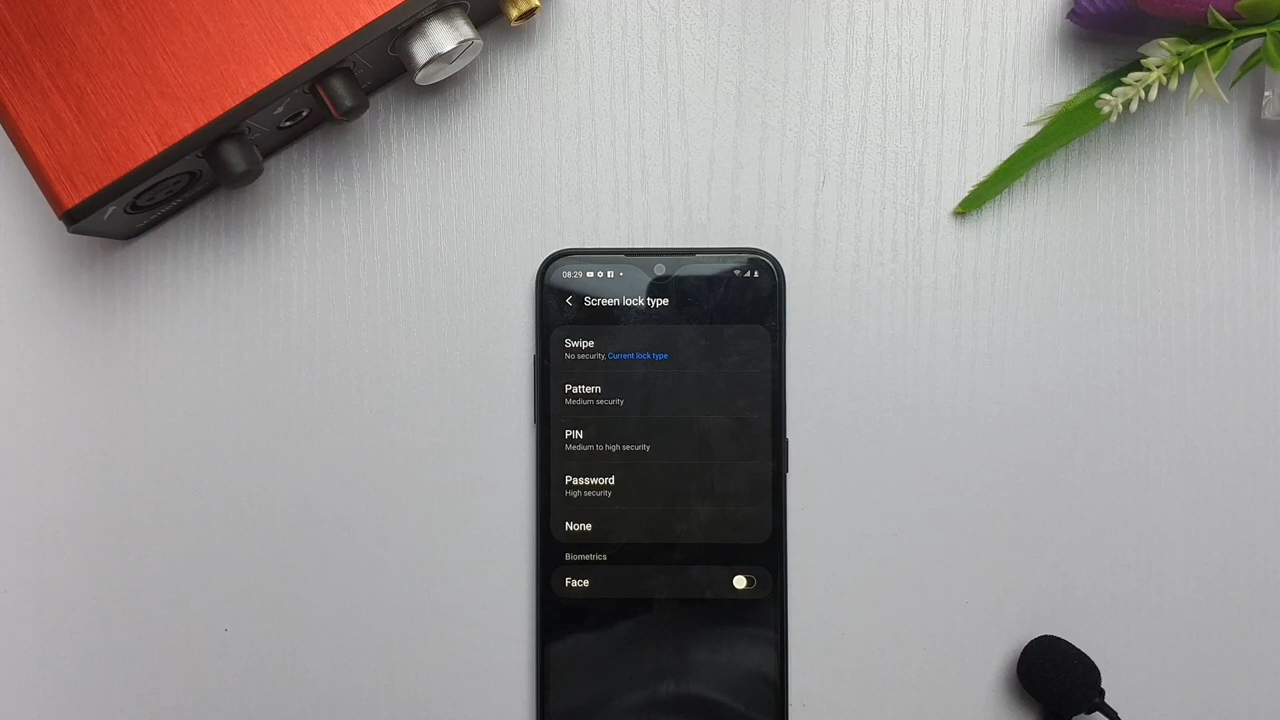 08:29
Screen lock type
Swipe
No security, Current lock type
Pattern
Medium security
PIN
Medium to high security
Password
High security
None
Biometrics
Face